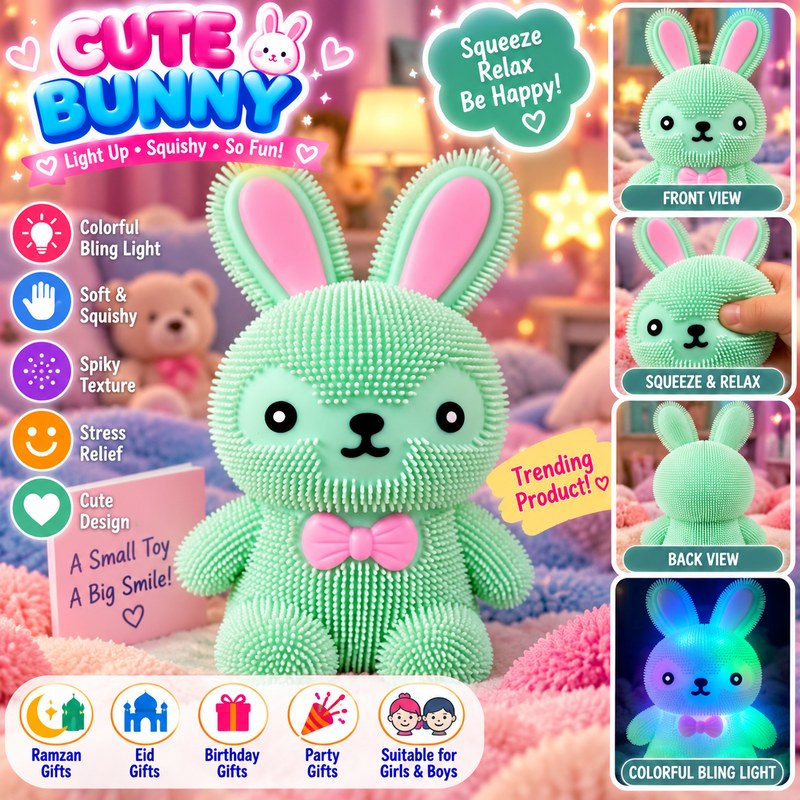 CUTE
BUNNY
Light Up • Squishy • So Fun!
Squeeze
Relax
Be Happy!
Colorful
Bling Light
Soft &
Squishy
Spiky
Texture
Stress
Relief
Cute
Design
A Small Toy
A Big Smile!
Trending
Product!
FRONT VIEW
SQUEEZE & RELAX
BACK VIEW
COLORFUL BLING LIGHT
Ramzan
Gifts
Eid
Gifts
Birthday
Gifts
Party
Gifts
Suitable for
Girls & Boys